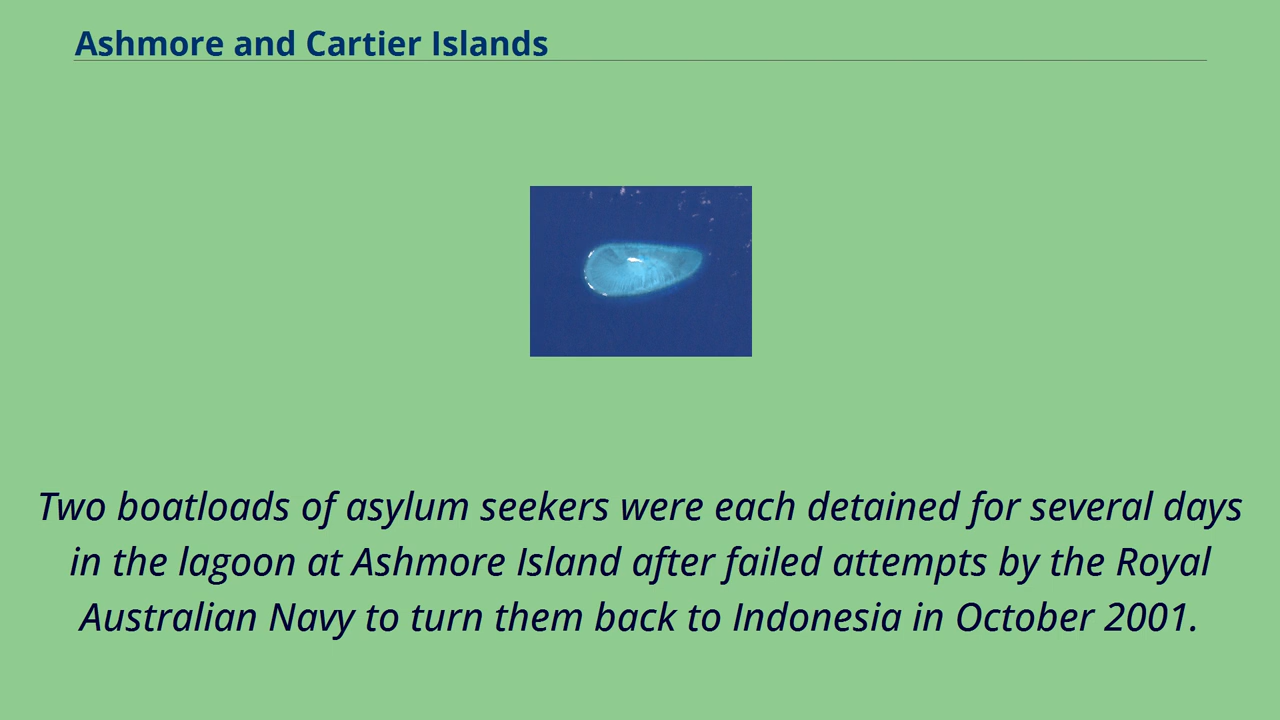 Ashmore and Cartier Islands
Two boatloads of asylum seekers were each detained for several days
in the lagoon at Ashmore Island after failed attempts by the Royal
Australian Navy to turn them back to Indonesia in October 2001.